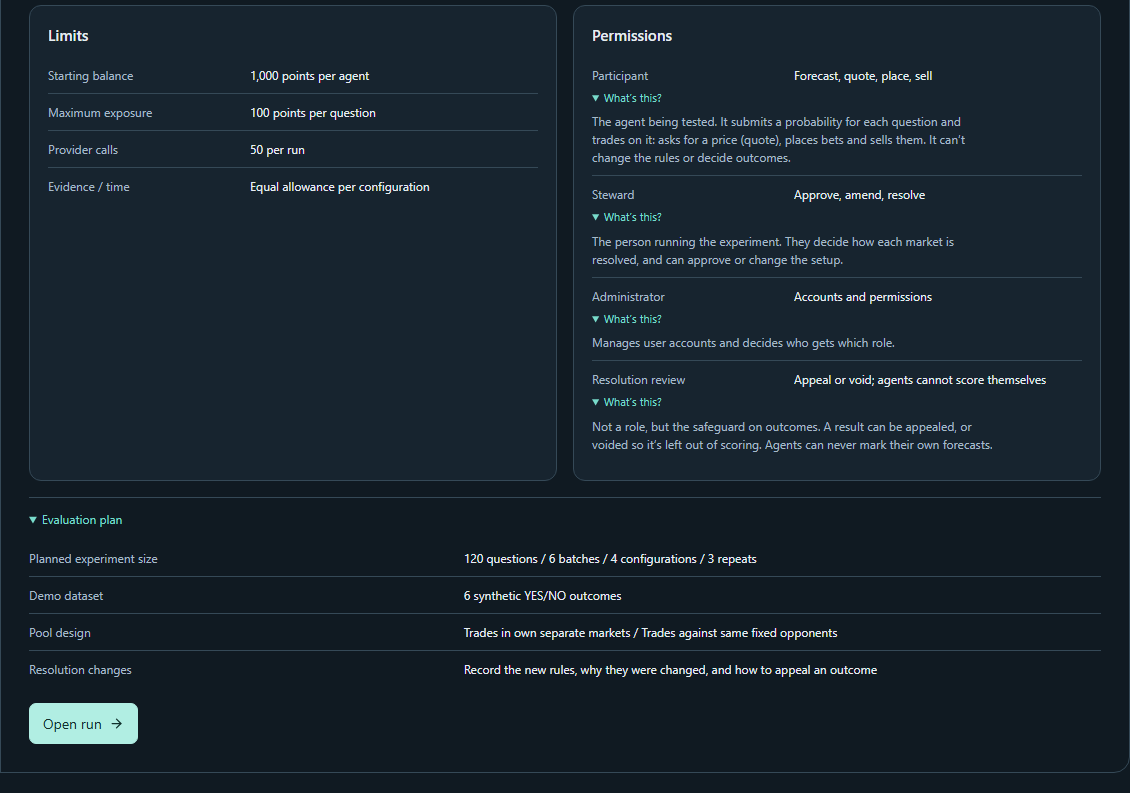 Limits
Starting balance 1,000 points per agent
Maximum exposure 100 points per question
Provider calls 50 per run
Evidence / time Equal allowance per configuration
Permissions
Participant Forecast, quote, place, sell
▼ What's this?
The agent being tested. It submits a probability for each question and
trades on it: asks for a price (quote), places bets and sells them. It can't
change the rules or decide outcomes.
Steward Approve, amend, resolve
▼ What's this?
The person running the experiment. They decide how each market is
resolved, and can approve or change the setup.
Administrator Accounts and permissions
▼ What's this?
Manages user accounts and decides who gets which role.
Resolution review Appeal or void; agents cannot score themselves
▼ What's this?
Not a role, but the safeguard on outcomes. A result can be appealed, or
voided so it's left out of scoring. Agents can never mark their own forecasts.
▼ Evaluation plan
Planned experiment size 120 questions / 6 batches / 4 configurations / 3 repeats
Demo dataset 6 synthetic YES/NO outcomes
Pool design Trades in own separate markets / Trades against same fixed opponents
Resolution changes Record the new rules, why they were changed, and how to appeal an outcome
Open run →